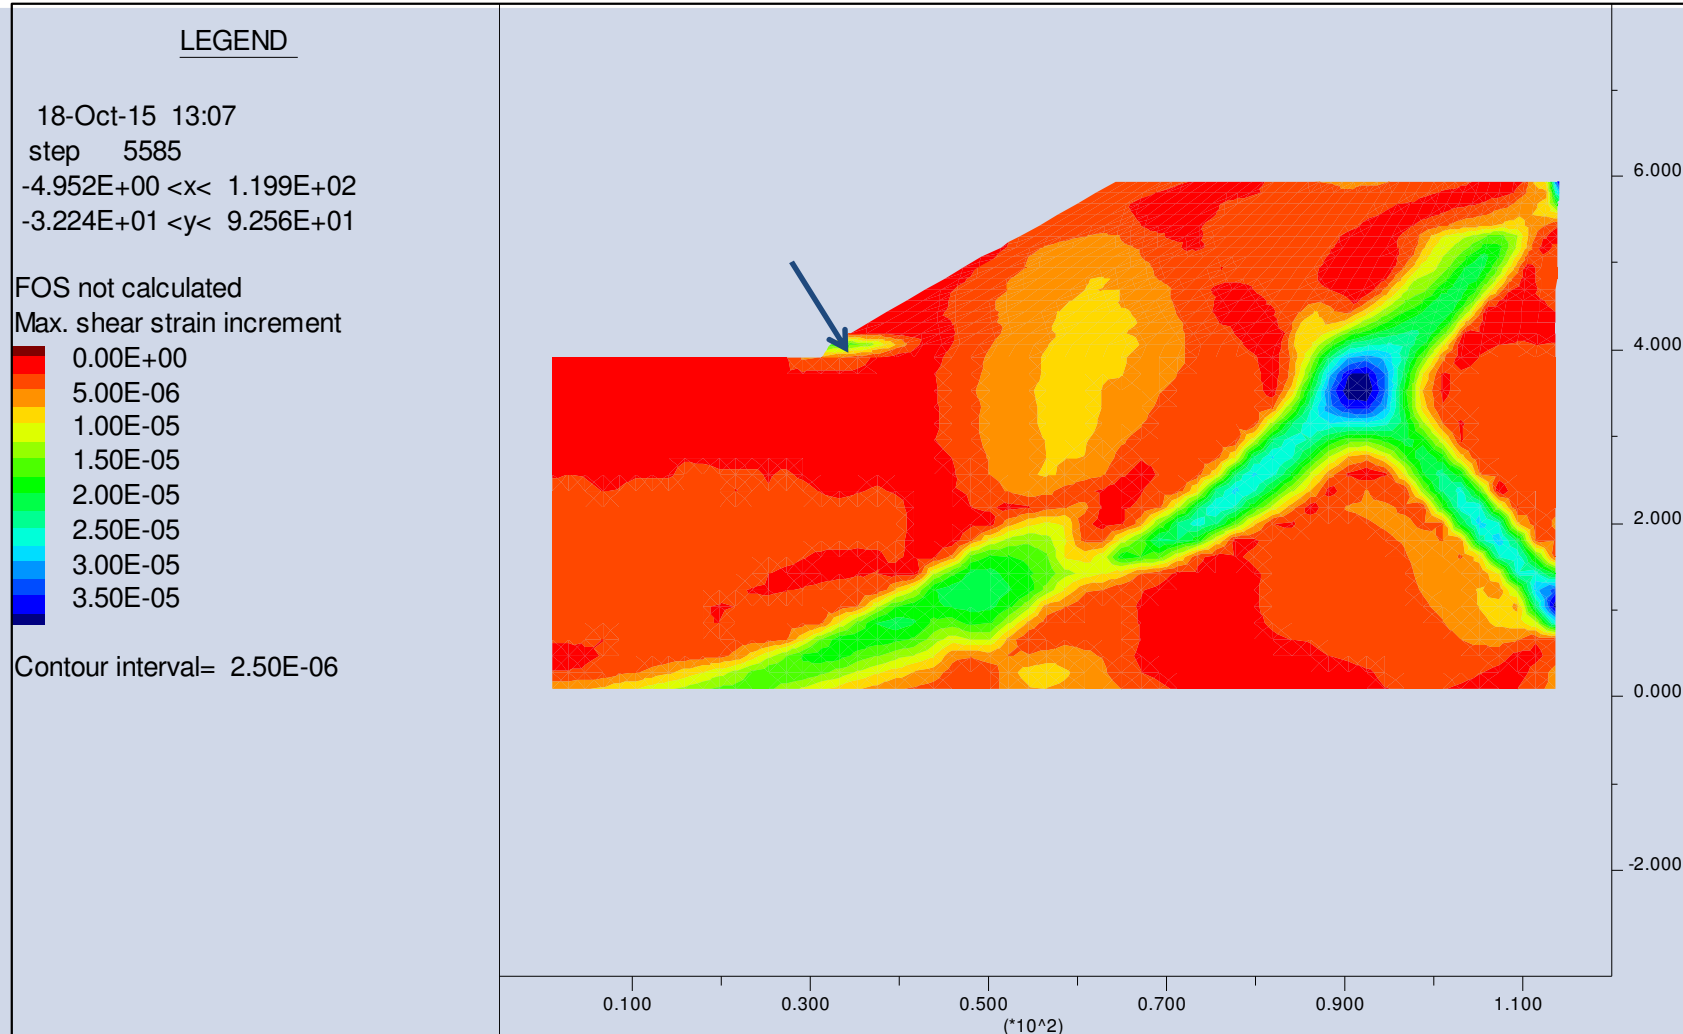 LEGEND
18-Oct-15 13:07
step 5585
-4.952E+00 <x< 1.199E+02
-3.224E+01 <y< 9.256E+01
FOS not calculated
Max. shear strain increment
0.00E+00
5.00E-06
1.00E-05
1.50E-05
2.00E-05
2.50E-05
3.00E-05
3.50E-05
Contour interval= 2.50E-06
6.000
4.000
2.000
0.000
-2.000
0.100 0.300 0.500 0.700 0.900 1.100
(*10^2)